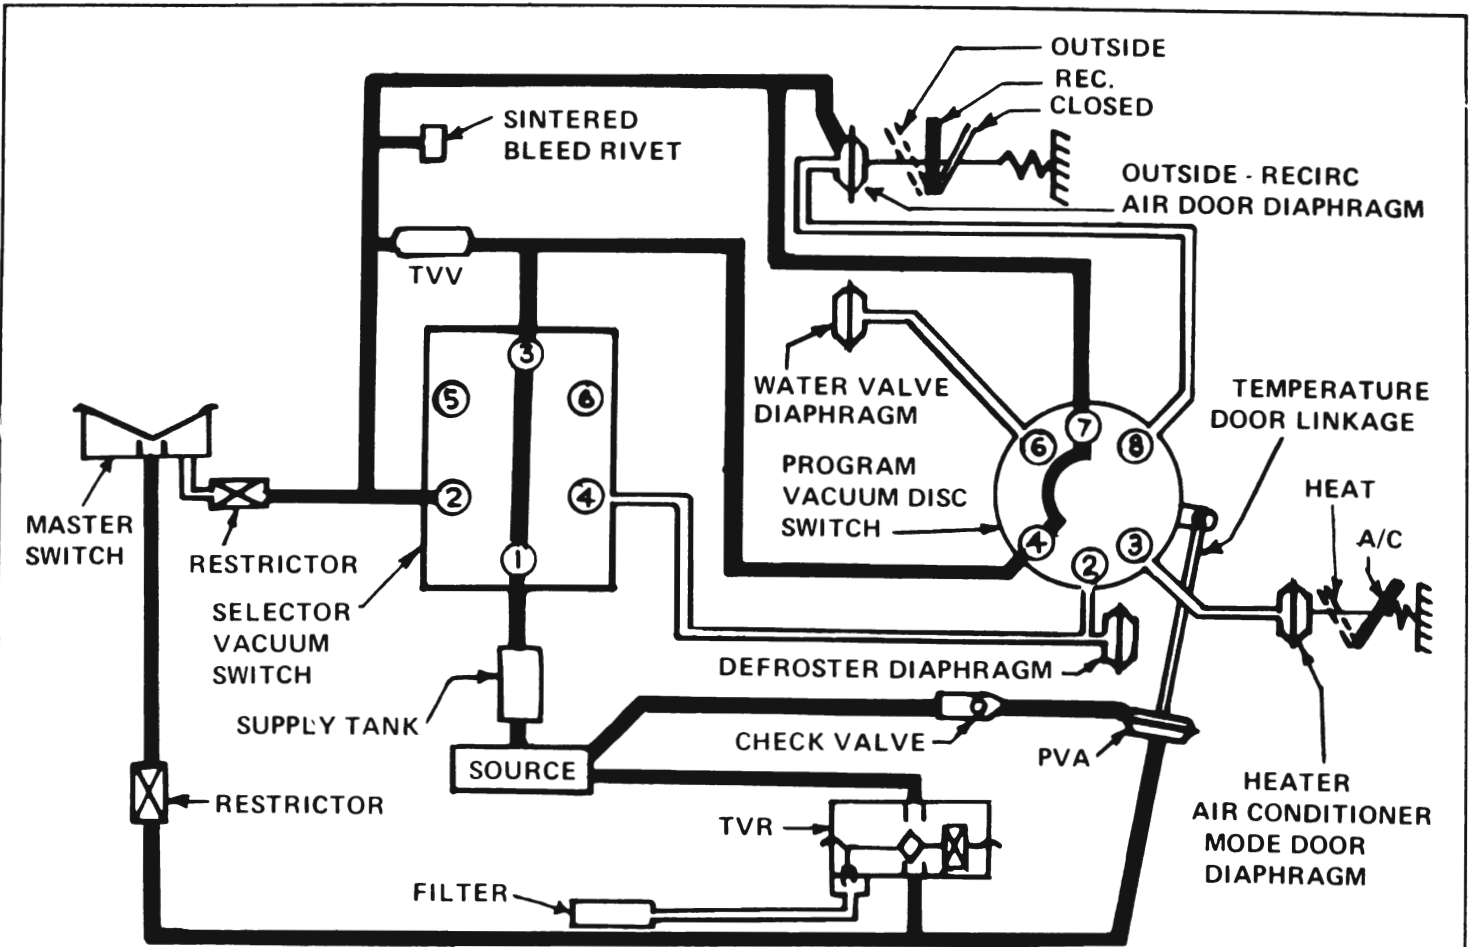 OUTSIDE
REC.
CLOSED
SINTERED
BLEED RIVET
OUTSIDE - RECIRC
AIR DOOR DIAPHRAGM
TVV
3
5
6
2
4
1
WATER VALVE
DIAPHRAGM
TEMPERATURE
DOOR LINKAGE
7
6
8
4
3
2
PROGRAM
VACUUM DISC
SWITCH
HEAT
A/C
MASTER
SWITCH
RESTRICTOR
SELECTOR
VACUUM
SWITCH
SUPPLY TANK
DEFROSTER DIAPHRAGM
CHECK VALVE
PVA
SOURCE
RESTRICTOR
TVR
FILTER
HEATER
AIR CONDITIONER
MODE DOOR
DIAPHRAGM